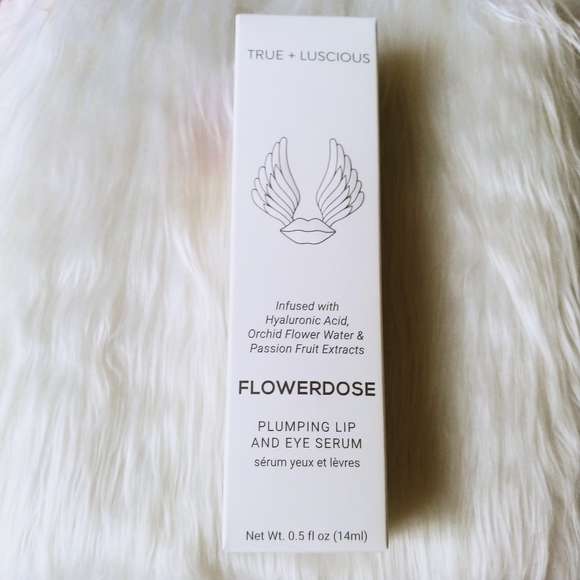 TRUE + LUSCIOUS
Infused with
Hyaluronic Acid,
Orchid Flower Water &
Passion Fruit Extracts
FLOWERDOSE
PLUMPING LIP
AND EYE SERUM
sérum yeux et lèvres
Net Wt. 0.5 fl oz (14ml)